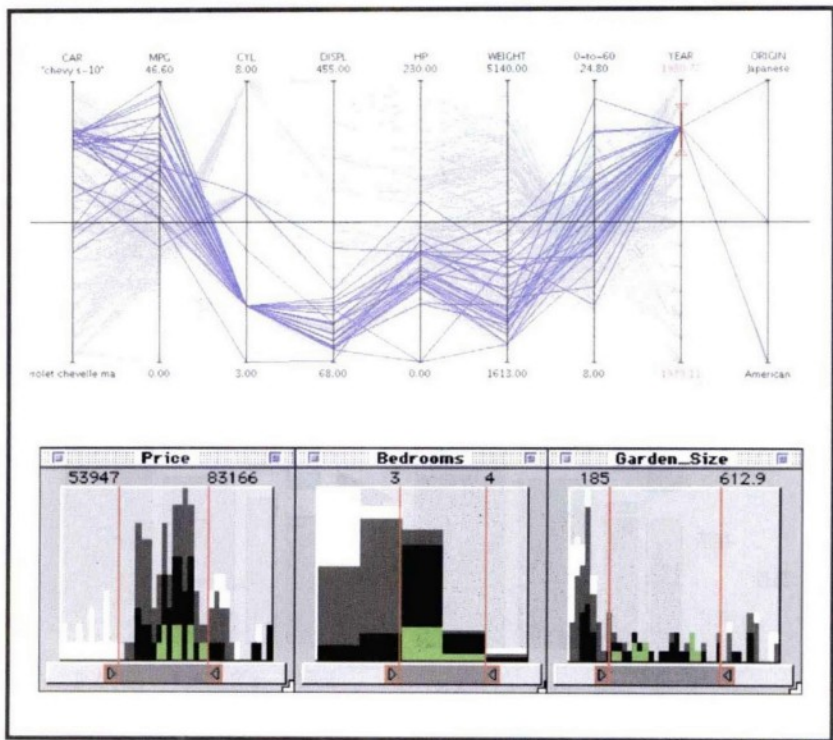 CAR MPG CYL DISPL HP WEIGHT 0-to-60 YEAR ORIGIN
"chevy s-10" 46.60 8.00 455.00 230.00 5140.00 24.80 Japanese
rolet chevelle ma 0.00 3.00 68.00 0.00 1613.00 8.00 American
Price Bedrooms Garden_Size
53947 83166 3 4 185 612.9